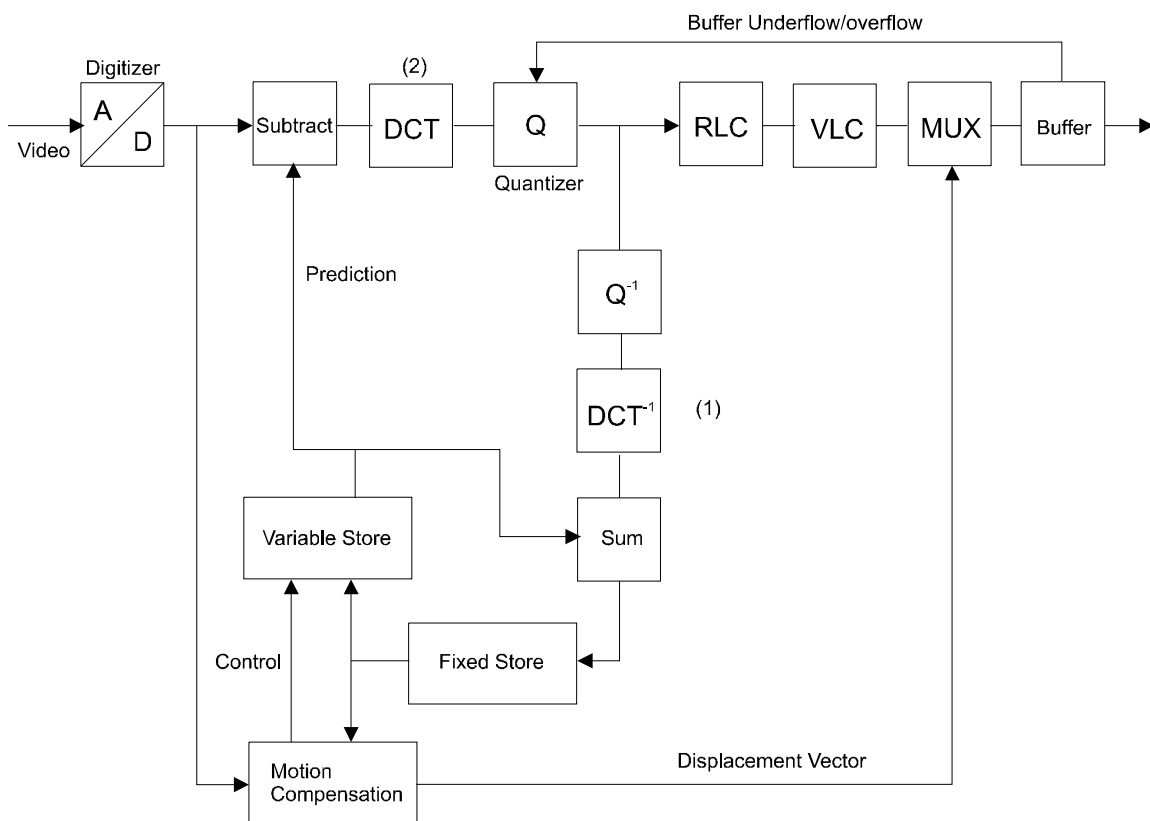 Buffer Underflow/overflow
Digitizer
(2)
A
D
Video
Subtract
DCT
Q
Quantizer
RLC
VLC
MUX
Buffer
Prediction
Q⁻¹
DCT⁻¹
(1)
Variable Store
Sum
Control
Fixed Store
Motion
Compensation
Displacement Vector